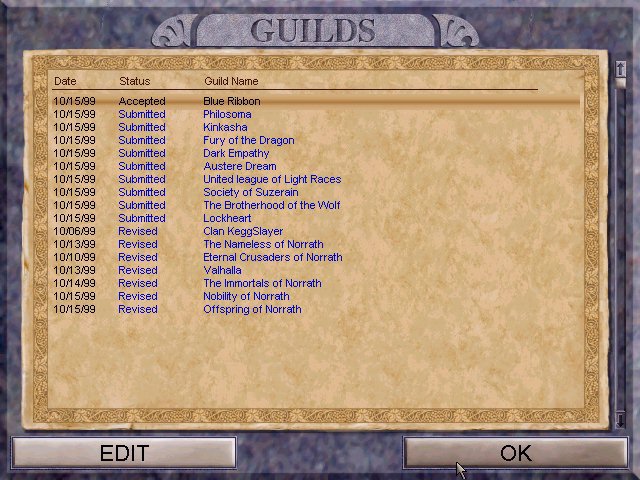 GUILDS
Date Status Guild Name
10/15/99 Accepted Blue Ribbon
10/15/99 Submitted Philosoma
10/15/99 Submitted Kinkasha
10/15/99 Submitted Fury of the Dragon
10/15/99 Submitted Dark Empathy
10/15/99 Submitted Austere Dream
10/15/99 Submitted United league of Light Races
10/15/99 Submitted Society of Suzerain
10/15/99 Submitted The Brotherhood of the Wolf
10/15/99 Submitted Lockheart
10/06/99 Revised Clan KeggSlayer
10/13/99 Revised The Nameless of Norrath
10/10/99 Revised Eternal Crusaders of Norrath
10/13/99 Revised Valhalla
10/14/99 Revised The Immortals of Norrath
10/15/99 Revised Nobility of Norrath
10/15/99 Revised Offspring of Norrath
EDIT OK